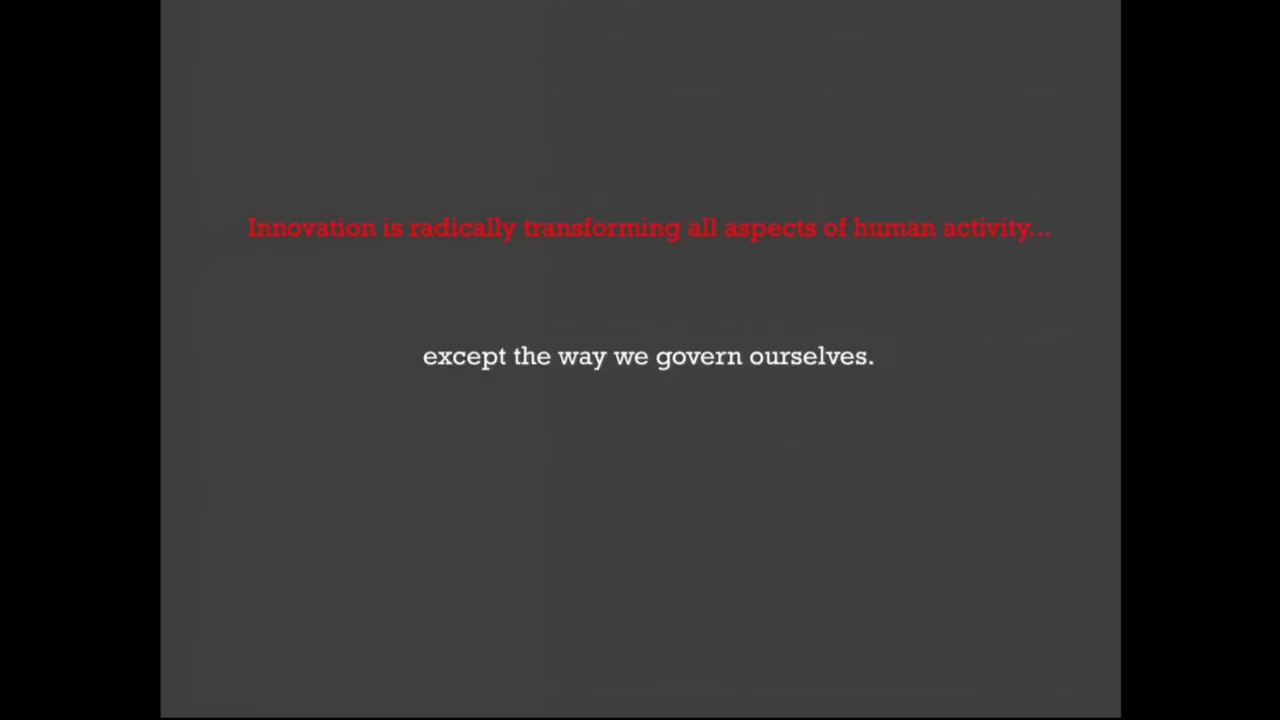 Innovation is radically transforming all aspects of human activity...
except the way we govern ourselves.